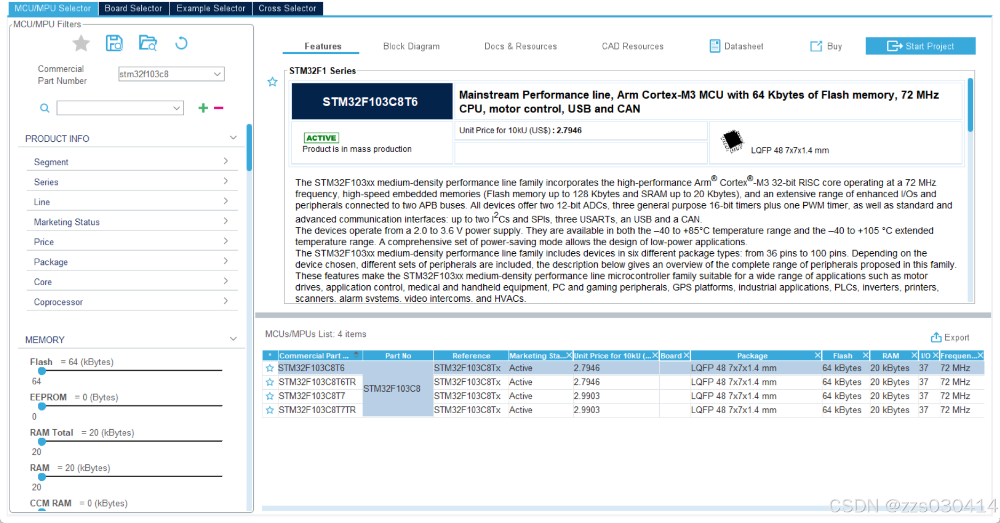 MCU/MPU Selector Board Selector Example Selector Cross Selector
MCU/MPU Filters
Commercial
Part Number
stm32f103c8
PRODUCT INFO
Segment
Series
Line
Marketing Status
Price
Package
Core
Coprocessor
MEMORY
Flash = 64 (kBytes)
64
EEPROM = 0 (Bytes)
0
RAM Total = 20 (kBytes)
20
RAM = 20 (kBytes)
20
CCM RAM = 0 (kBytes)
Features Block Diagram Docs & Resources CAD Resources Datasheet Buy Start Project
STM32F1 Series
STM32F103C8T6
Mainstream Performance line, Arm Cortex-M3 MCU with 64 Kbytes of Flash memory, 72 MHz
CPU, motor control, USB and CAN
ACTIVE
Product is in mass production
Unit Price for 10kU (US$) : 2.7946
LQFP 48 7x7x1.4 mm
The STM32F103xx medium-density performance line family incorporates the high-performance Arm® Cortex®-M3 32-bit RISC core operating at a 72 MHz
frequency, high-speed embedded memories (Flash memory up to 128 Kbytes and SRAM up to 20 Kbytes), and an extensive range of enhanced I/Os and
peripherals connected to two APB buses. All devices offer two 12-bit ADCs, three general purpose 16-bit timers plus one PWM timer, as well as standard and
advanced communication interfaces: up to two I²Cs and SPIs, three USARTs, an USB and a CAN.
The devices operate from a 2.0 to 3.6 V power supply. They are available in both the –40 to +85°C temperature range and the –40 to +105 °C extended
temperature range. A comprehensive set of power-saving mode allows the design of low-power applications.
The STM32F103xx medium-density performance line family includes devices in six different package types: from 36 pins to 100 pins. Depending on the
device chosen, different sets of peripherals are included, the description below gives an overview of the complete range of peripherals proposed in this family.
These features make the STM32F103xx medium-density performance line microcontroller family suitable for a wide range of applications such as motor
drives, application control, medical and handheld equipment, PC and gaming peripherals, GPS platforms, industrial applications, PLCs, inverters, printers,
scanners, alarm systems, video intercoms, and HVACs.
MCUs/MPUs List: 4 items
Export
* Commercial Part ... Part No Reference Marketing Sta... Unit Price for 10kU (... Board Package Flash RAM I/O Frequen...
STM32F103C8T6 STM32F103C8Tx Active 2.7946 LQFP 48 7x7x1.4 mm 64 kBytes 20 kBytes 37 72 MHz
STM32F103C8T6TR STM32F103C8Tx Active 2.7946 LQFP 48 7x7x1.4 mm 64 kBytes 20 kBytes 37 72 MHz
STM32F103C8
STM32F103C8T7 STM32F103C8Tx Active 2.9903 LQFP 48 7x7x1.4 mm 64 kBytes 20 kBytes 37 72 MHz
STM32F103C8T7TR STM32F103C8Tx Active 2.9903 LQFP 48 7x7x1.4 mm 64 kBytes 20 kBytes 37 72 MHz
CSDN @zzs030414